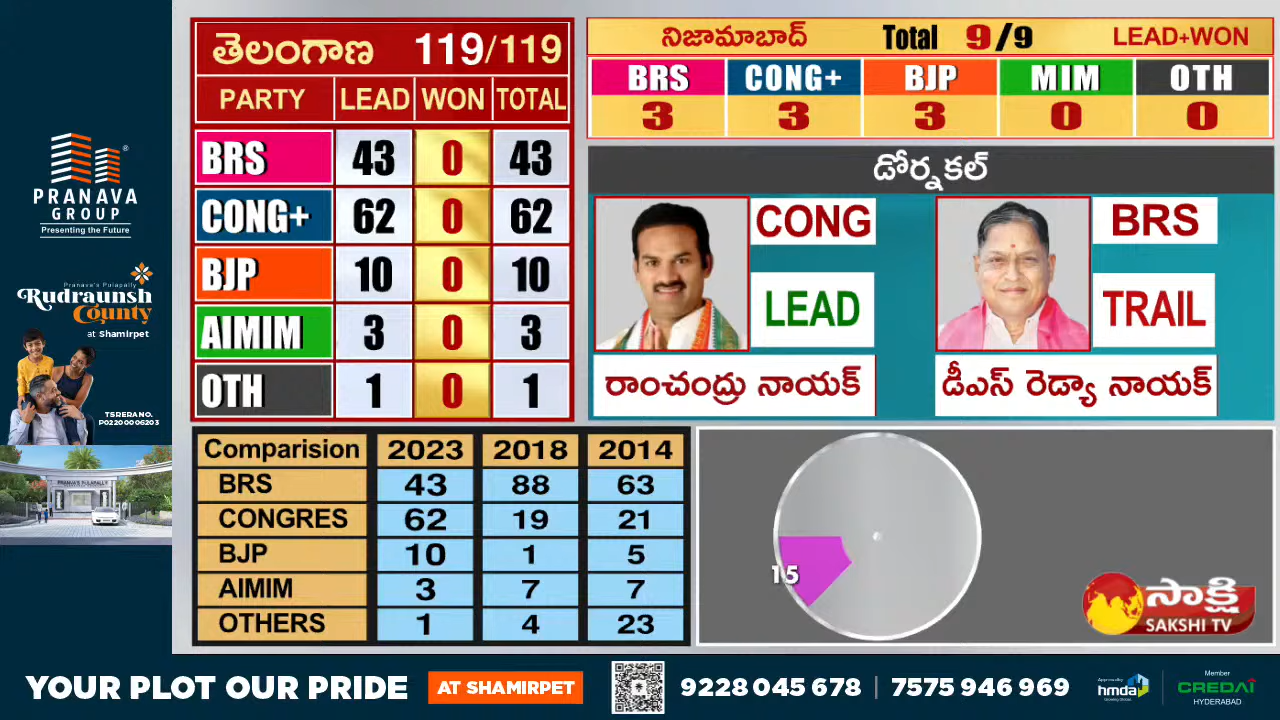 PRANAVA
GROUP
Presenting the Future
Pranava's Pulapally
Rudraunsh
County
at Shamirpet
TSRERANO.
P02200006203
తెలంగాణ 119/119
PARTY LEAD WON TOTAL
BRS 43 0 43
CONG+ 62 0 62
BJP 10 0 10
AIMIM 3 0 3
OTH 1 0 1
నిజామాబాద్ Total 9/9 LEAD+WON
BRS CONG+ BJP MIM OTH
3 3 3 0 0
డోర్నకల్
CONG
LEAD
రాంచంద్రు నాయక్
BRS
TRAIL
డీఎస్ రెడ్యా నాయక్
Comparision 2023 2018 2014
BRS 43 88 63
CONGRES 62 19 21
BJP 10 1 5
AIMIM 3 7 7
OTHERS 1 4 23
15
సాక్షి
SAKSHI TV
YOUR PLOT OUR PRIDE AT SHAMIRPET 9228 045 678 | 7575 946 969
Approved by
hmda
Member
CREDAI
HYDERABAD